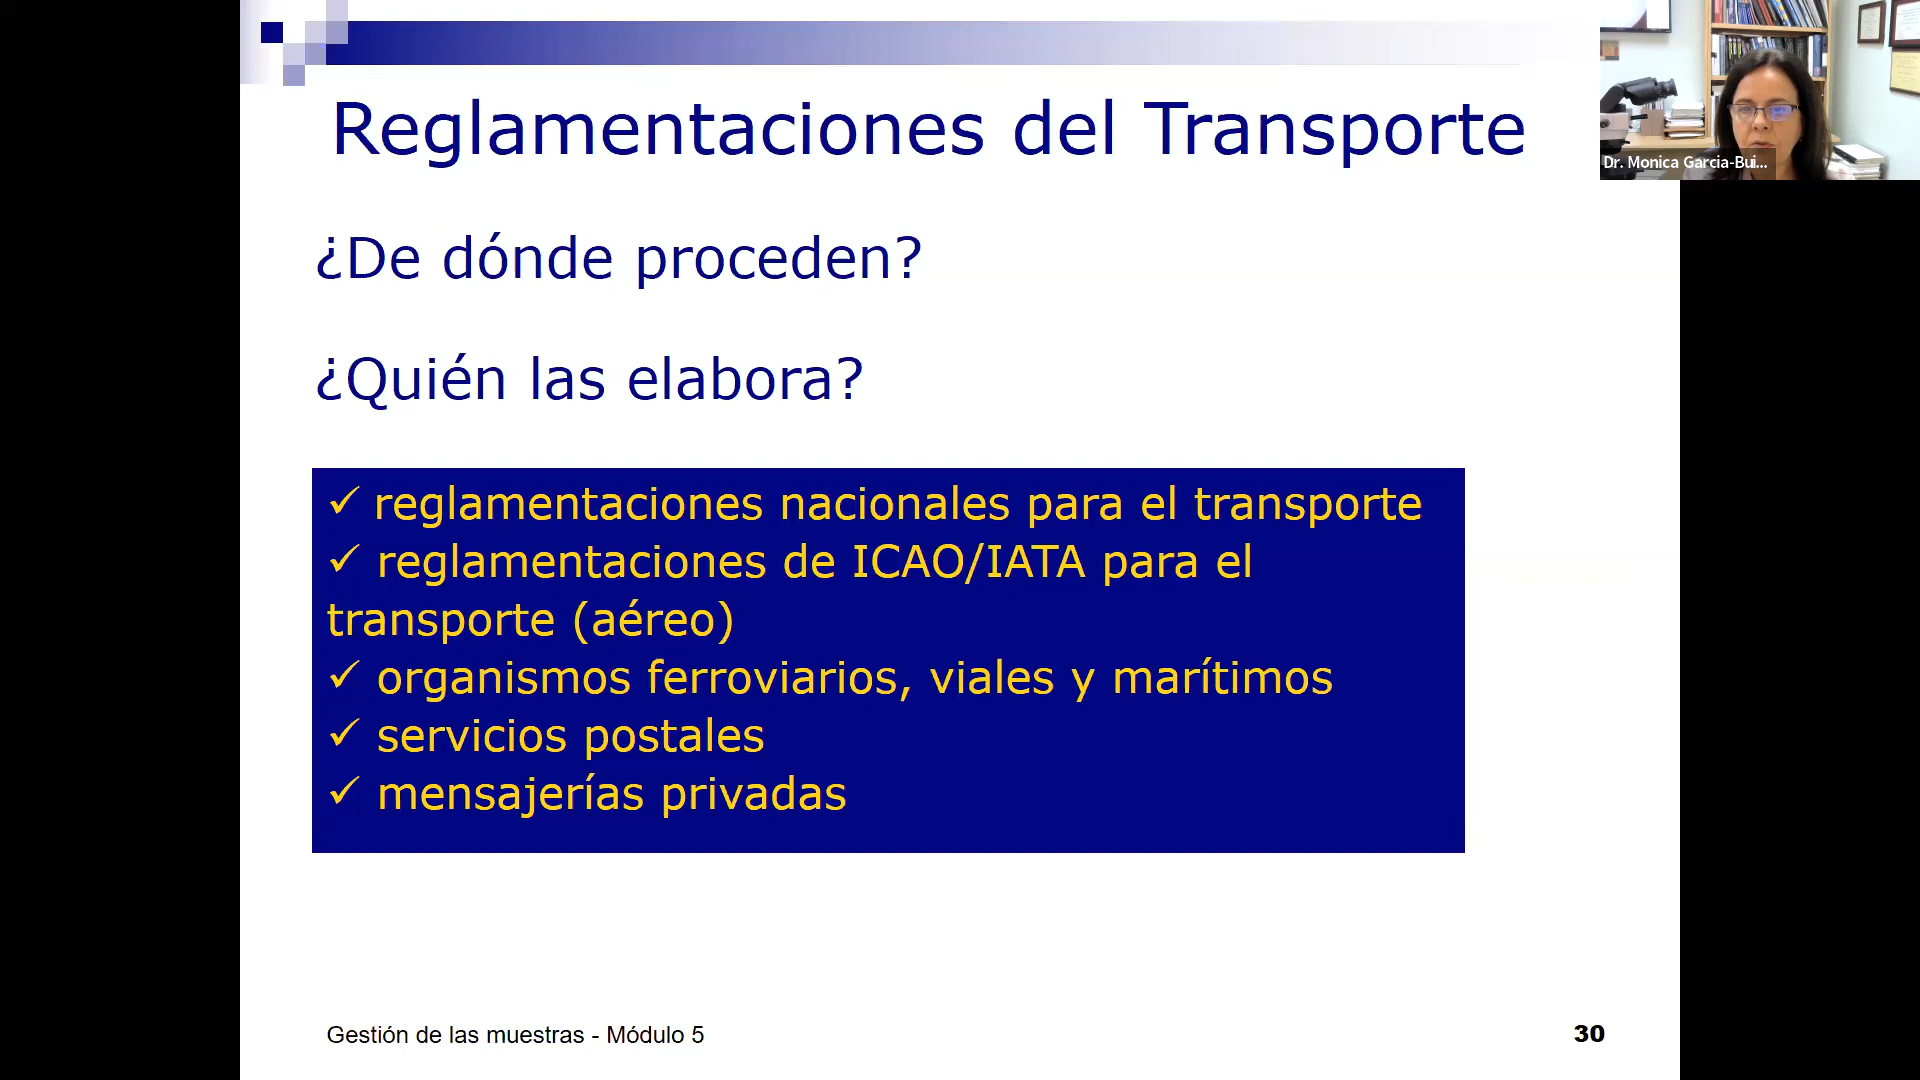 Reglamentaciones del Transporte
Dr. Monica Garcia-Bui...
¿De dónde proceden?
¿Quién las elabora?
✓ reglamentaciones nacionales para el transporte
✓ reglamentaciones de ICAO/IATA para el
transporte (aéreo)
✓ organismos ferroviarios, viales y marítimos
✓ servicios postales
✓ mensajerías privadas
Gestión de las muestras - Módulo 5
30